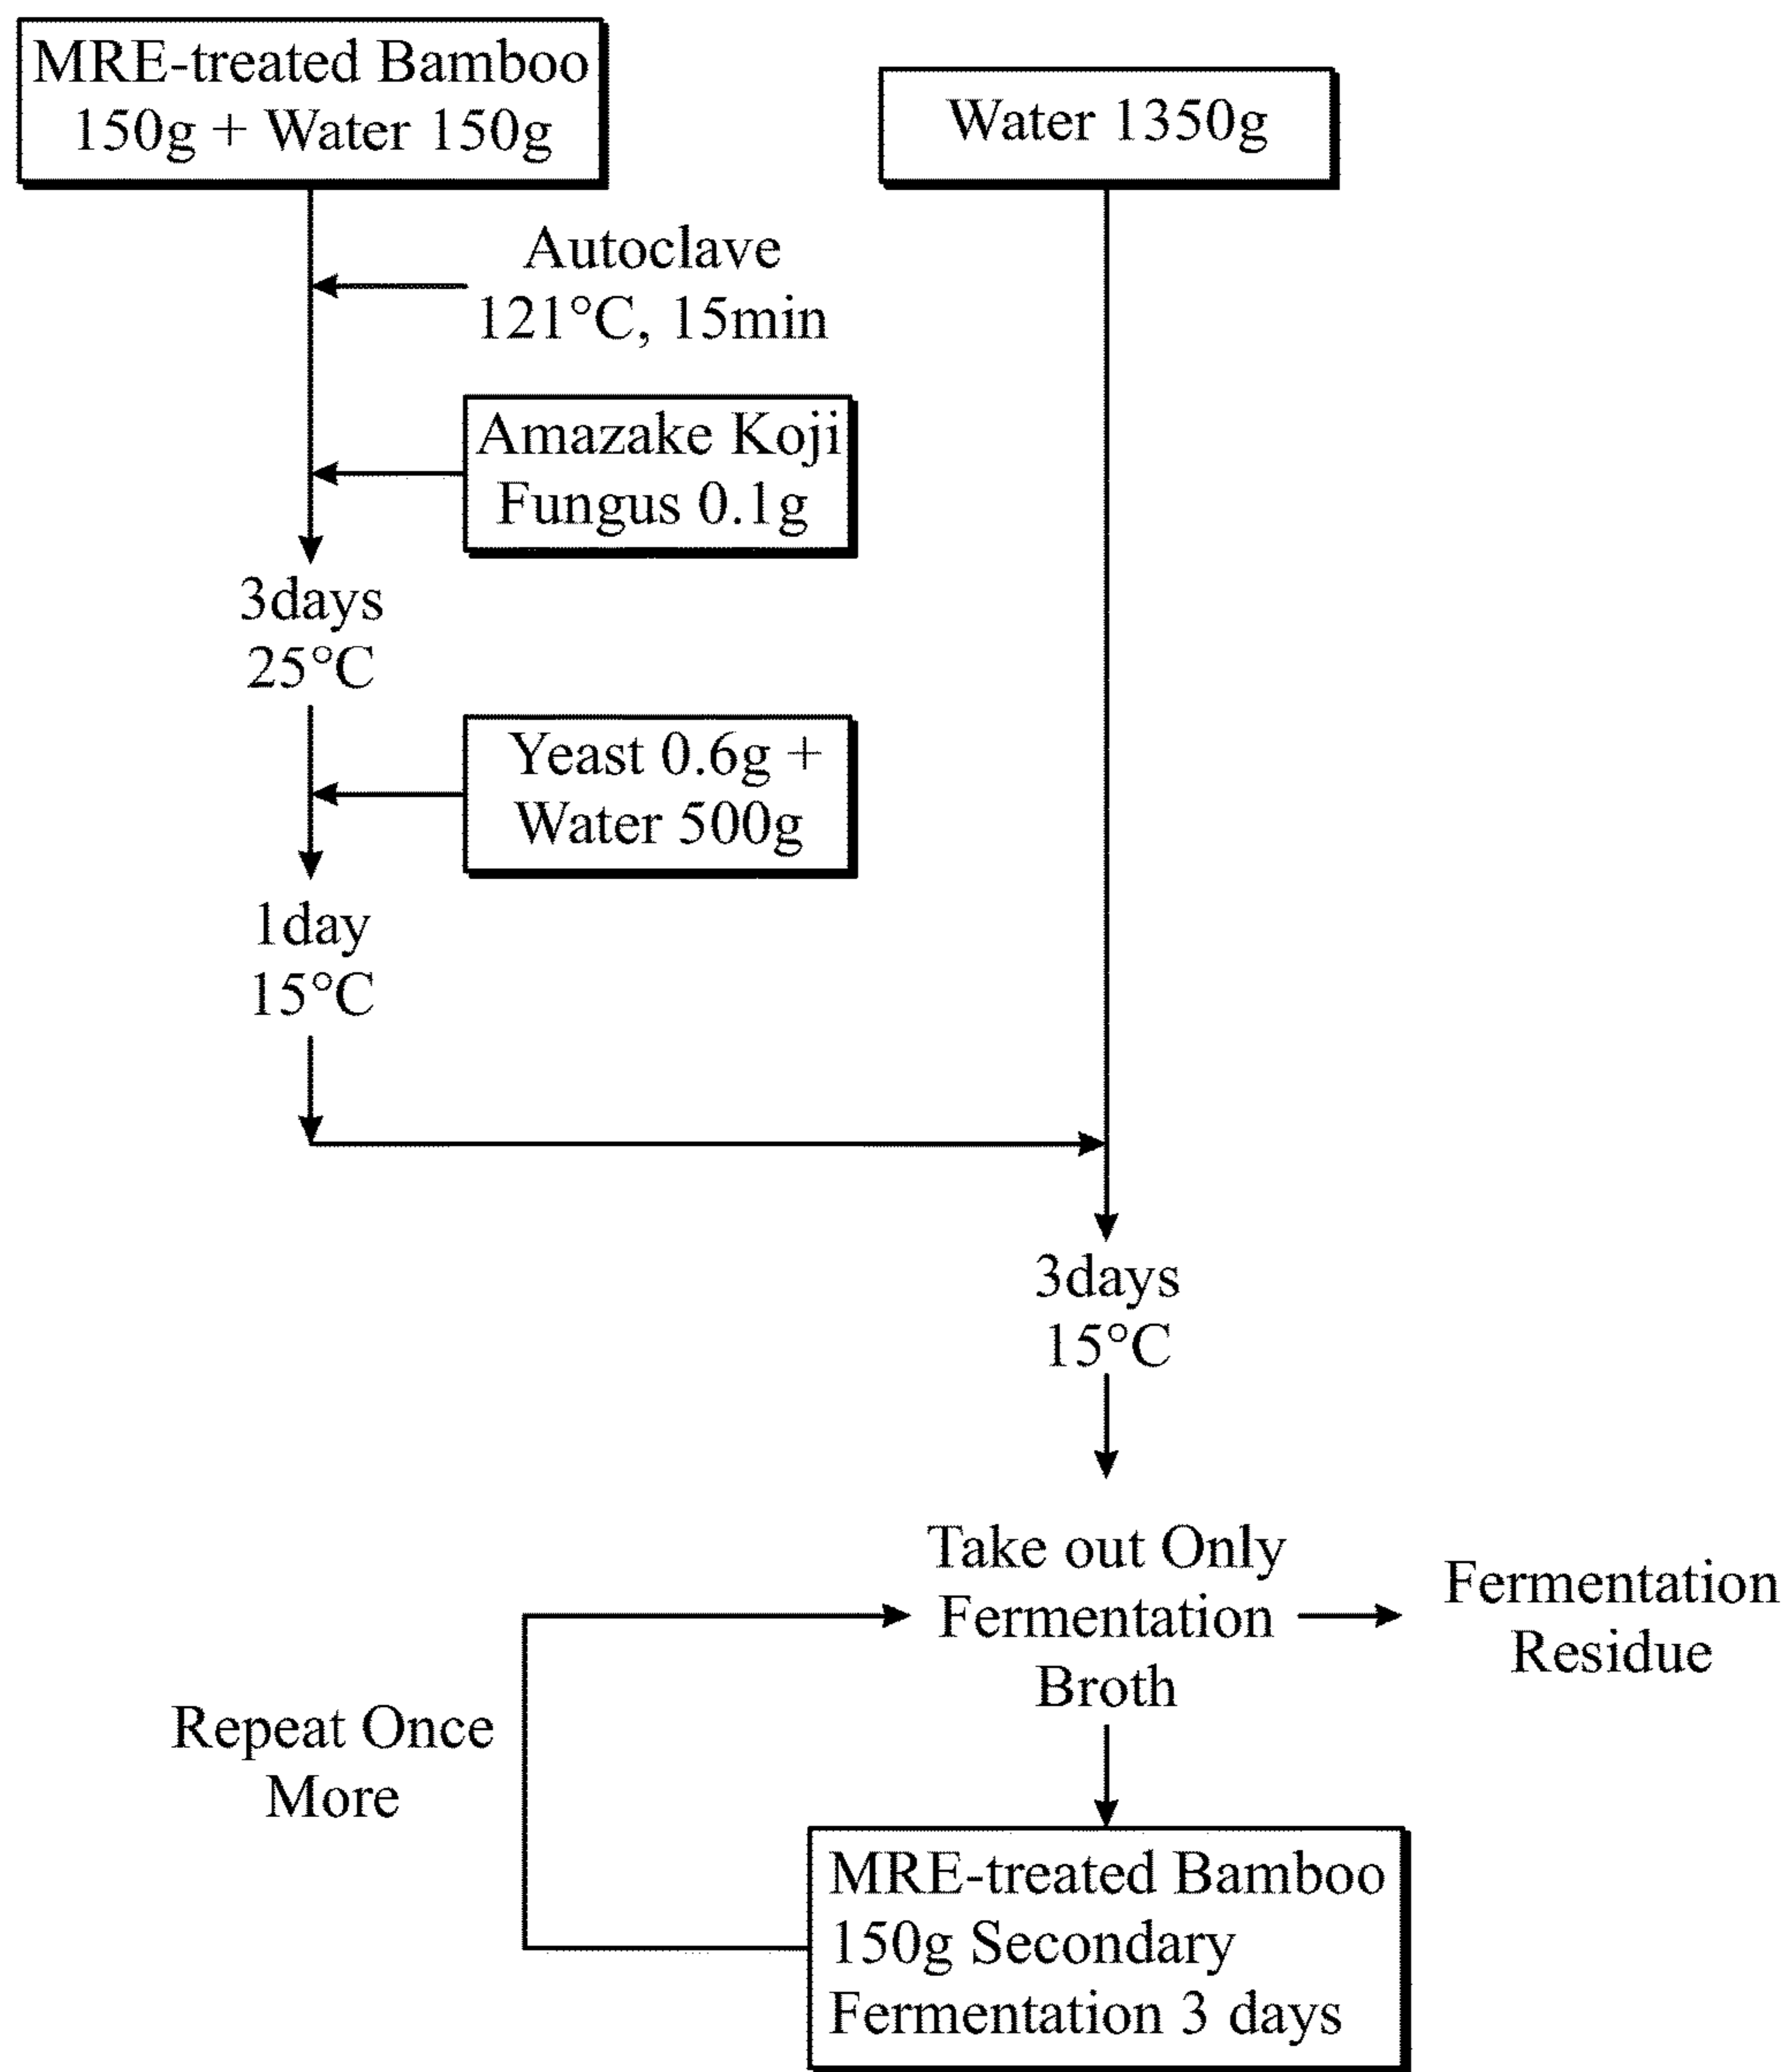 MRE-treated Bamboo
150g + Water 150g
Water 1350g
Autoclave
121°C, 15min
Amazake Koji
Fungus 0.1g
3days
25°C
Yeast 0.6g +
Water 500g
1day
15°C
3days
15°C
Take out Only
Fermentation
Broth
Fermentation
Residue
Repeat Once
More
MRE-treated Bamboo
150g Secondary
Fermentation 3 days